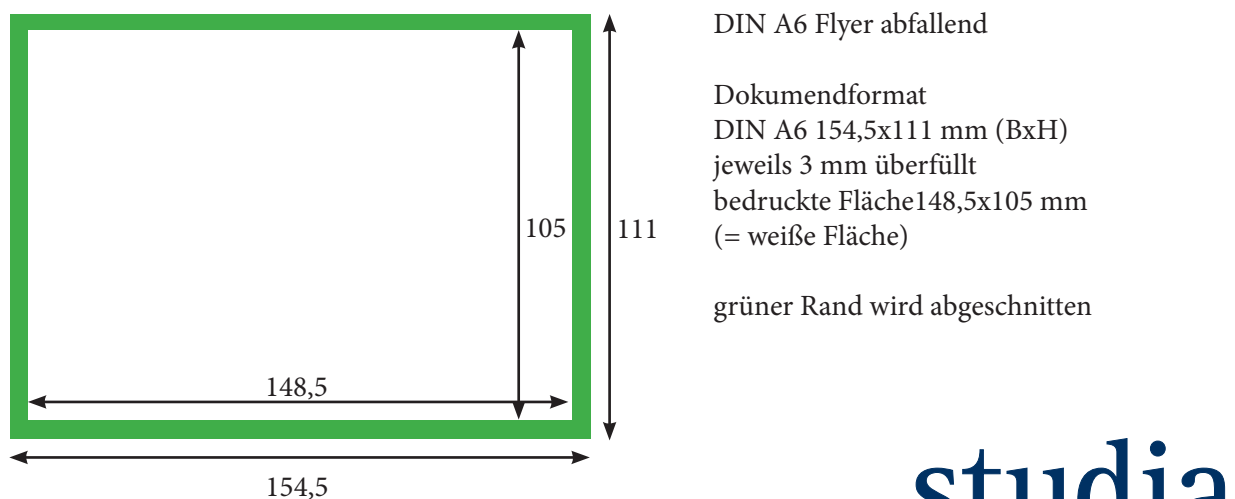 DIN A6 Flyer abfallend
Dokumendformat
DIN A6 154,5x111 mm (BxH)
jeweils 3 mm überfüllt
bedruckte Fläche148,5x105 mm
(= weiße Fläche)
grüner Rand wird abgeschnitten
105
111
148,5
154,5
studia